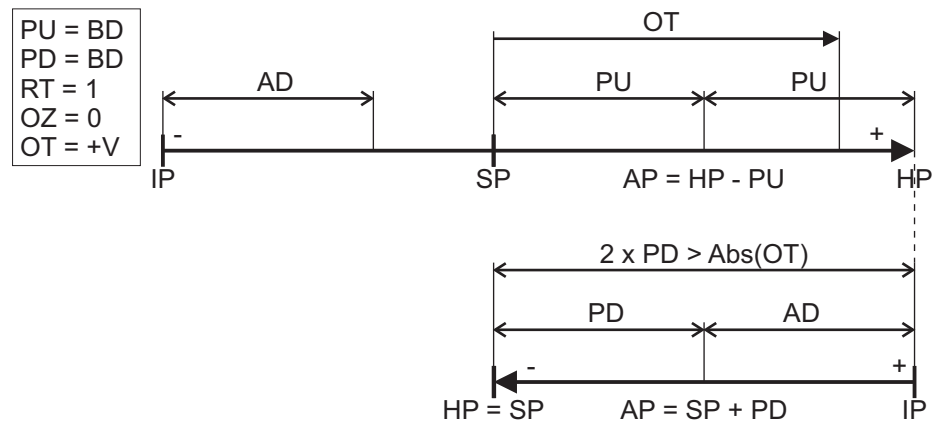 PU = BD
PD = BD
RT = 1
OZ = 0
OT = +V
OT
AD
PU
PU
-
+
IP
SP
AP = HP - PU
HP
2 x PD > Abs(OT)
PD
AD
-
+
HP = SP
AP = SP + PD
IP